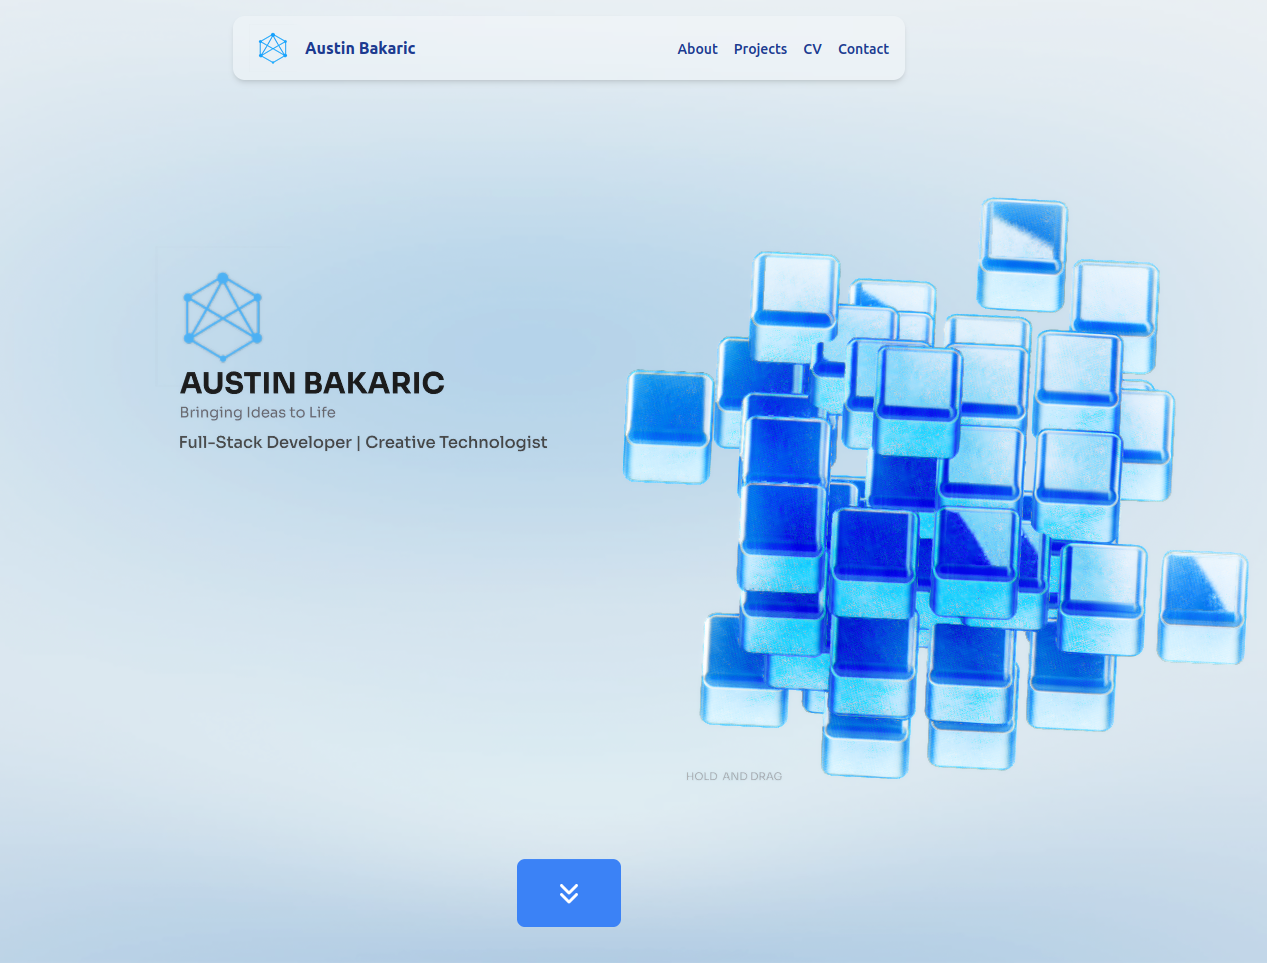 Austin Bakaric
About Projects CV Contact
AUSTIN BAKARIC
Bringing Ideas to Life
Full-Stack Developer | Creative Technologist
HOLD AND DRAG